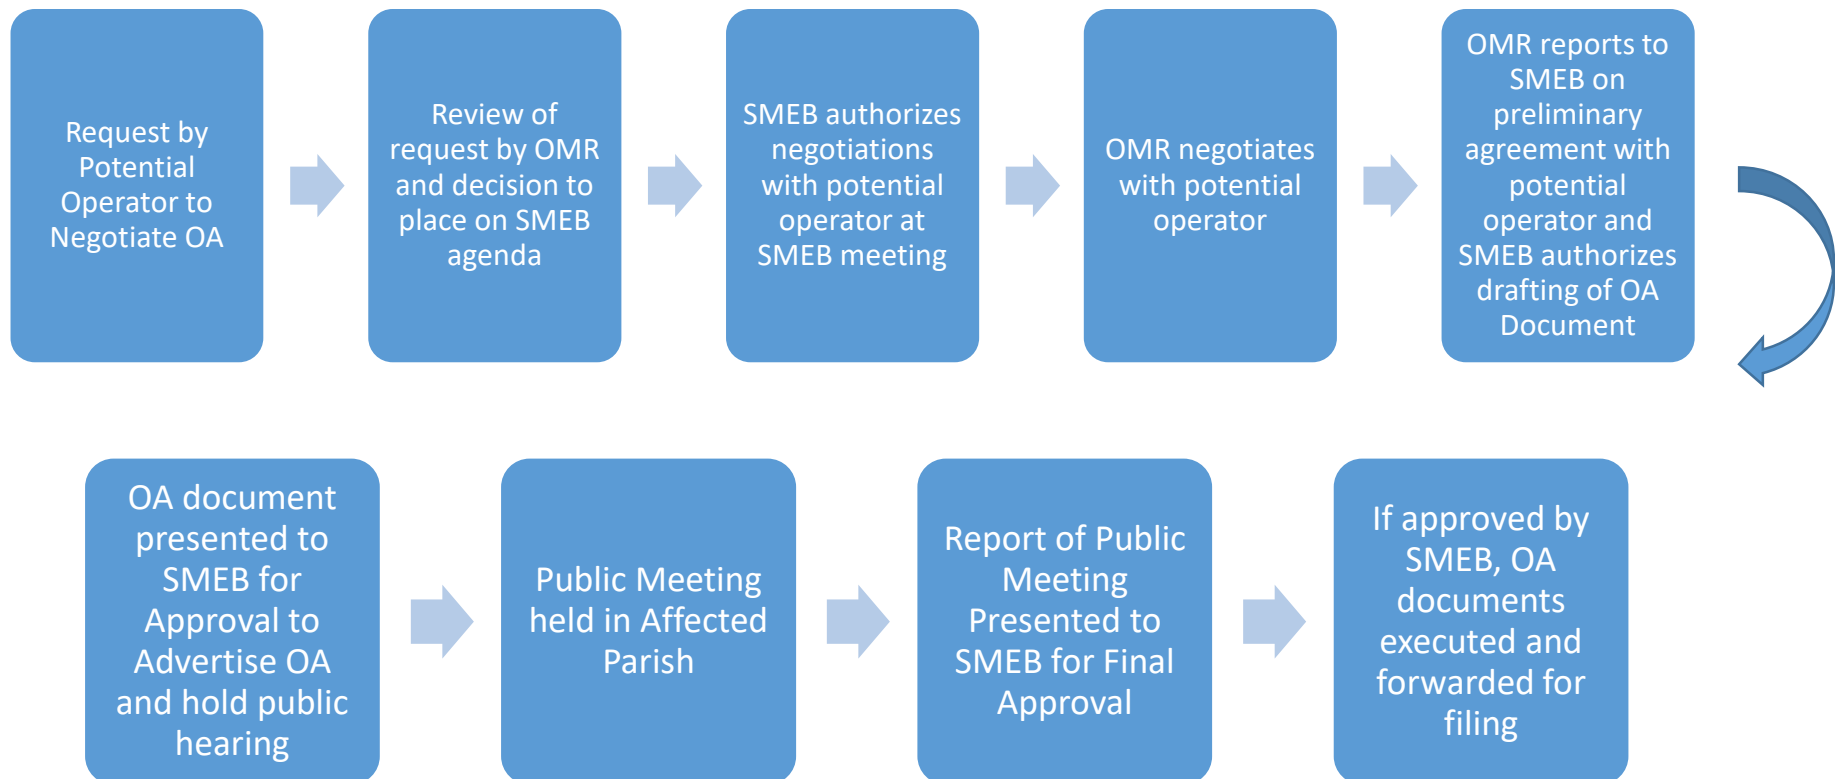 Request by
Potential
Operator to
Negotiate OA
Review of
request by OMR
and decision to
place on SMEB
agenda
SMEB authorizes
negotiations
with potential
operator at
SMEB meeting
OMR negotiates
with potential
operator
OMR reports to
SMEB on
preliminary
agreement with
potential
operator and
SMEB authorizes
drafting of OA
Document
OA document
presented to
SMEB for
Approval to
Advertise OA
and hold public
hearing
Public Meeting
held in Affected
Parish
Report of Public
Meeting
Presented to
SMEB for Final
Approval
If approved by
SMEB, OA
documents
executed and
forwarded for
filing